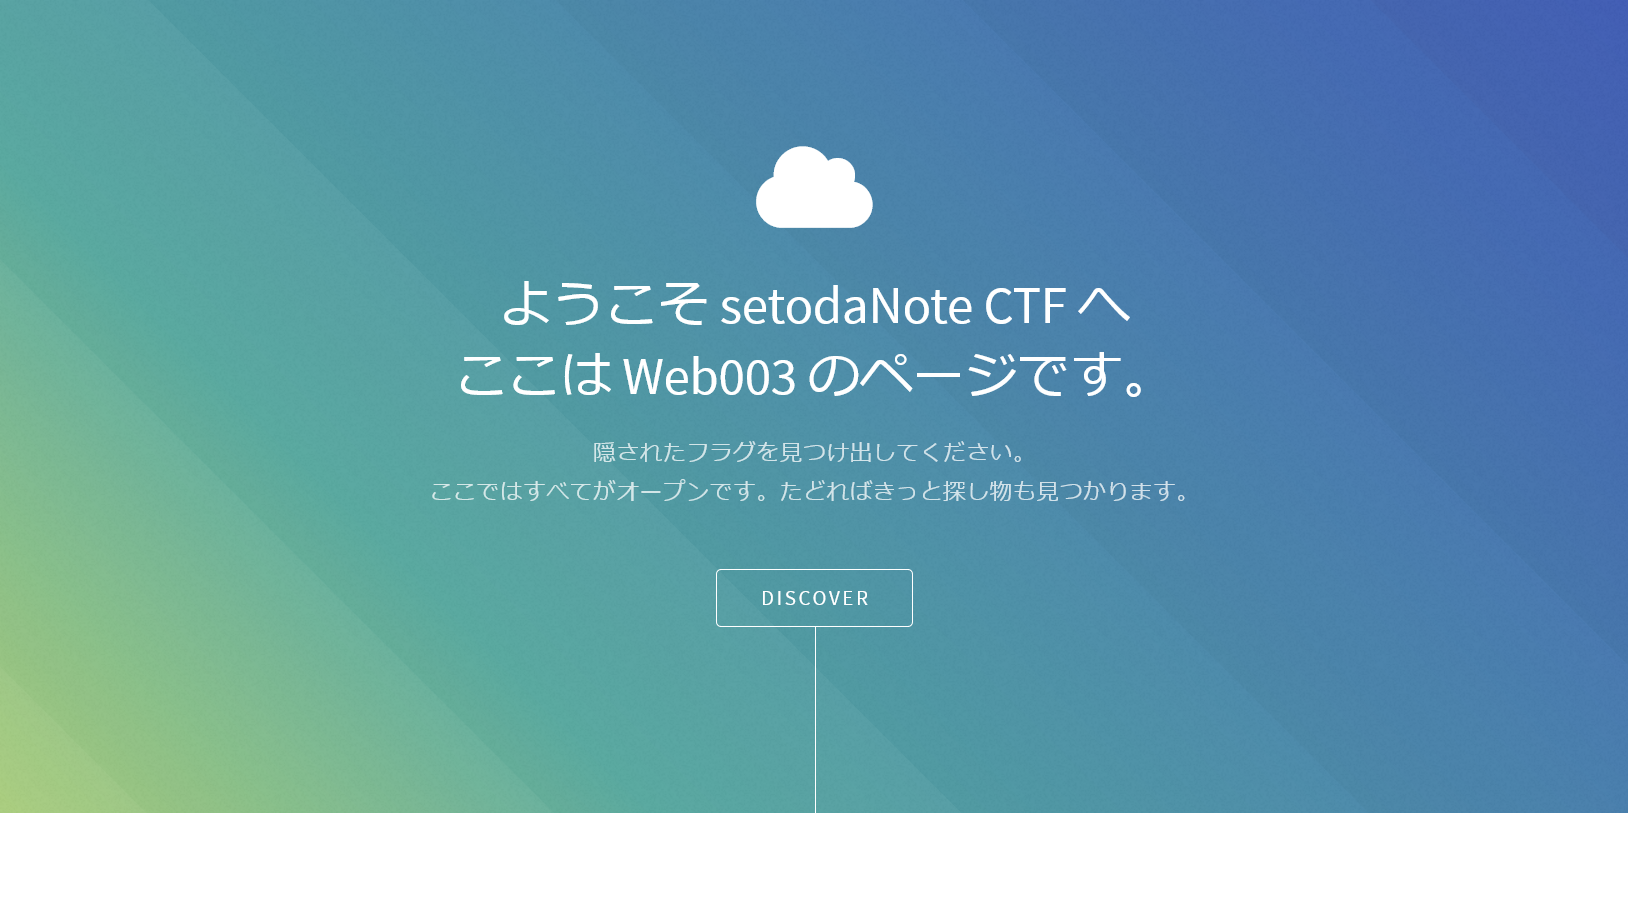 ようこそ setodaNote CTF へ
ここは Web003 のページです。
隠されたフラグを見つけ出してください。
ここではすべてがオープンです。たどればきっと探し物も見つかります。
DISCOVER